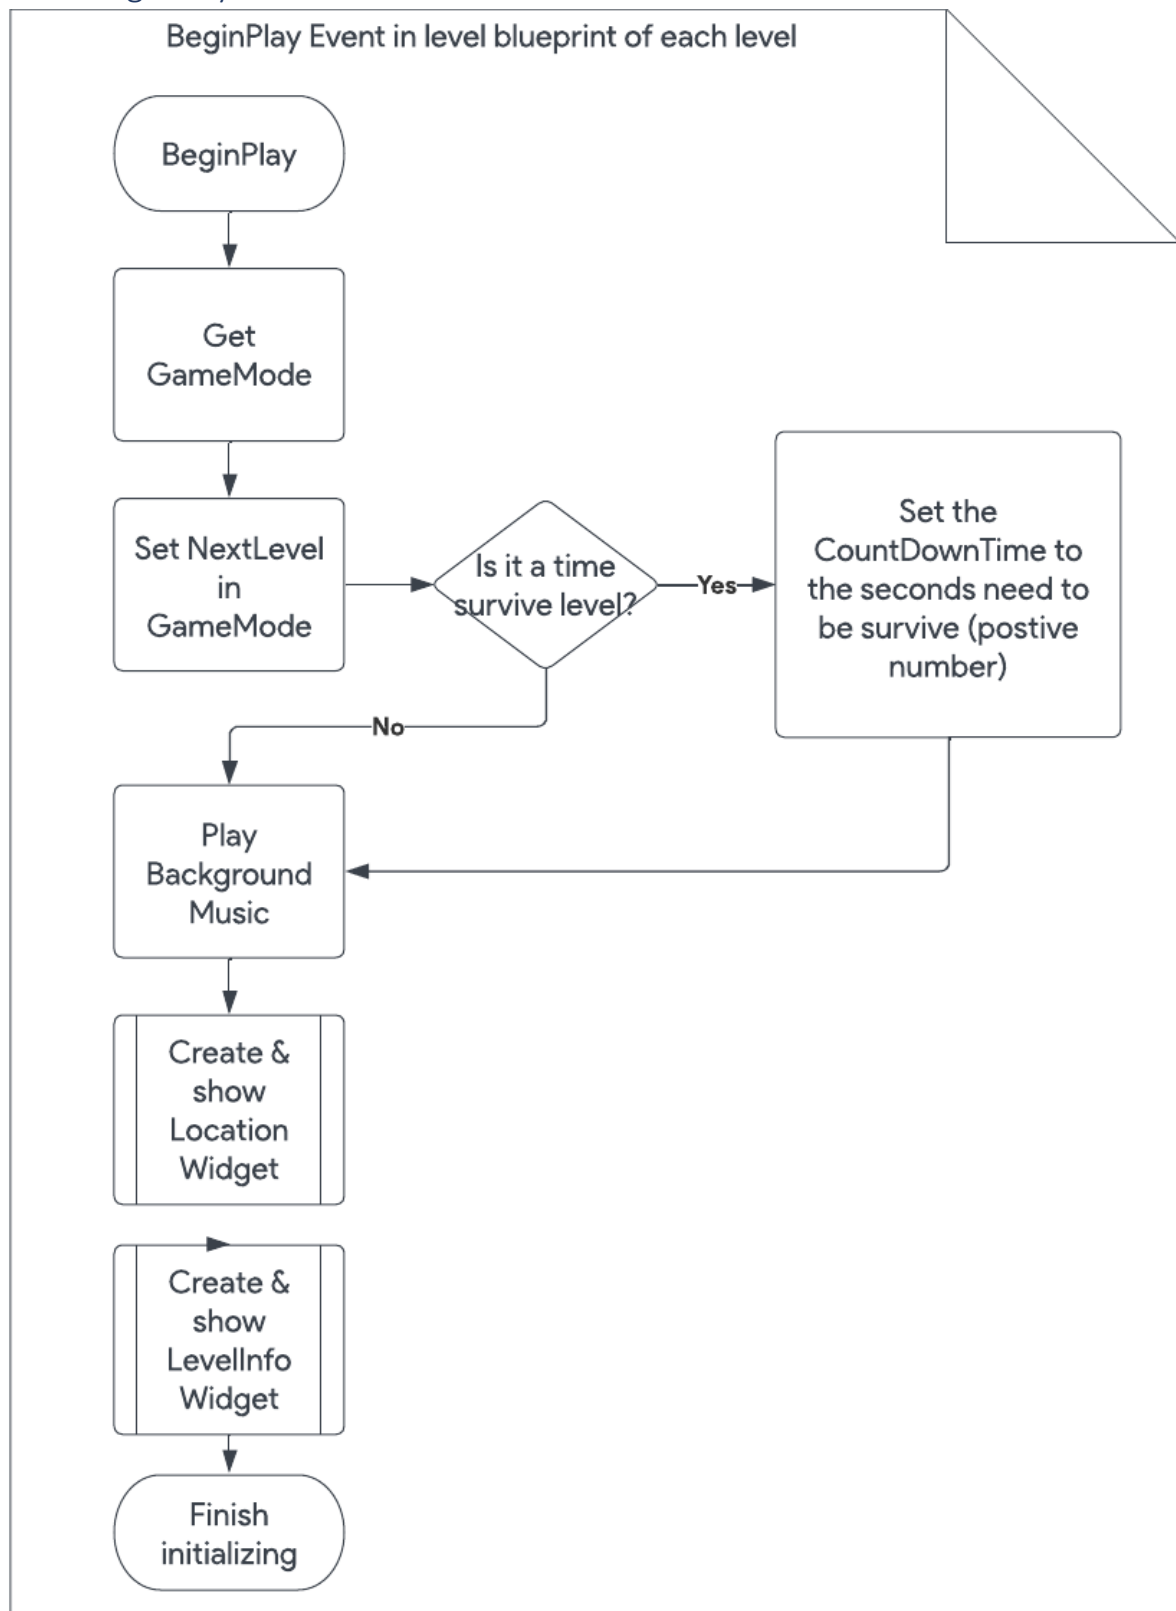 BeginPlay Event in level blueprint of each level
BeginPlay
Get
GameMode
Set NextLevel
in
GameMode
Is it a time
survive level?
Yes
Set the
CountDownTime to
the seconds need to
be survive (postive
number)
No
Play
Background
Music
Create &
show
Location
Widget
Create &
show
LevelInfo
Widget
Finish
initializing